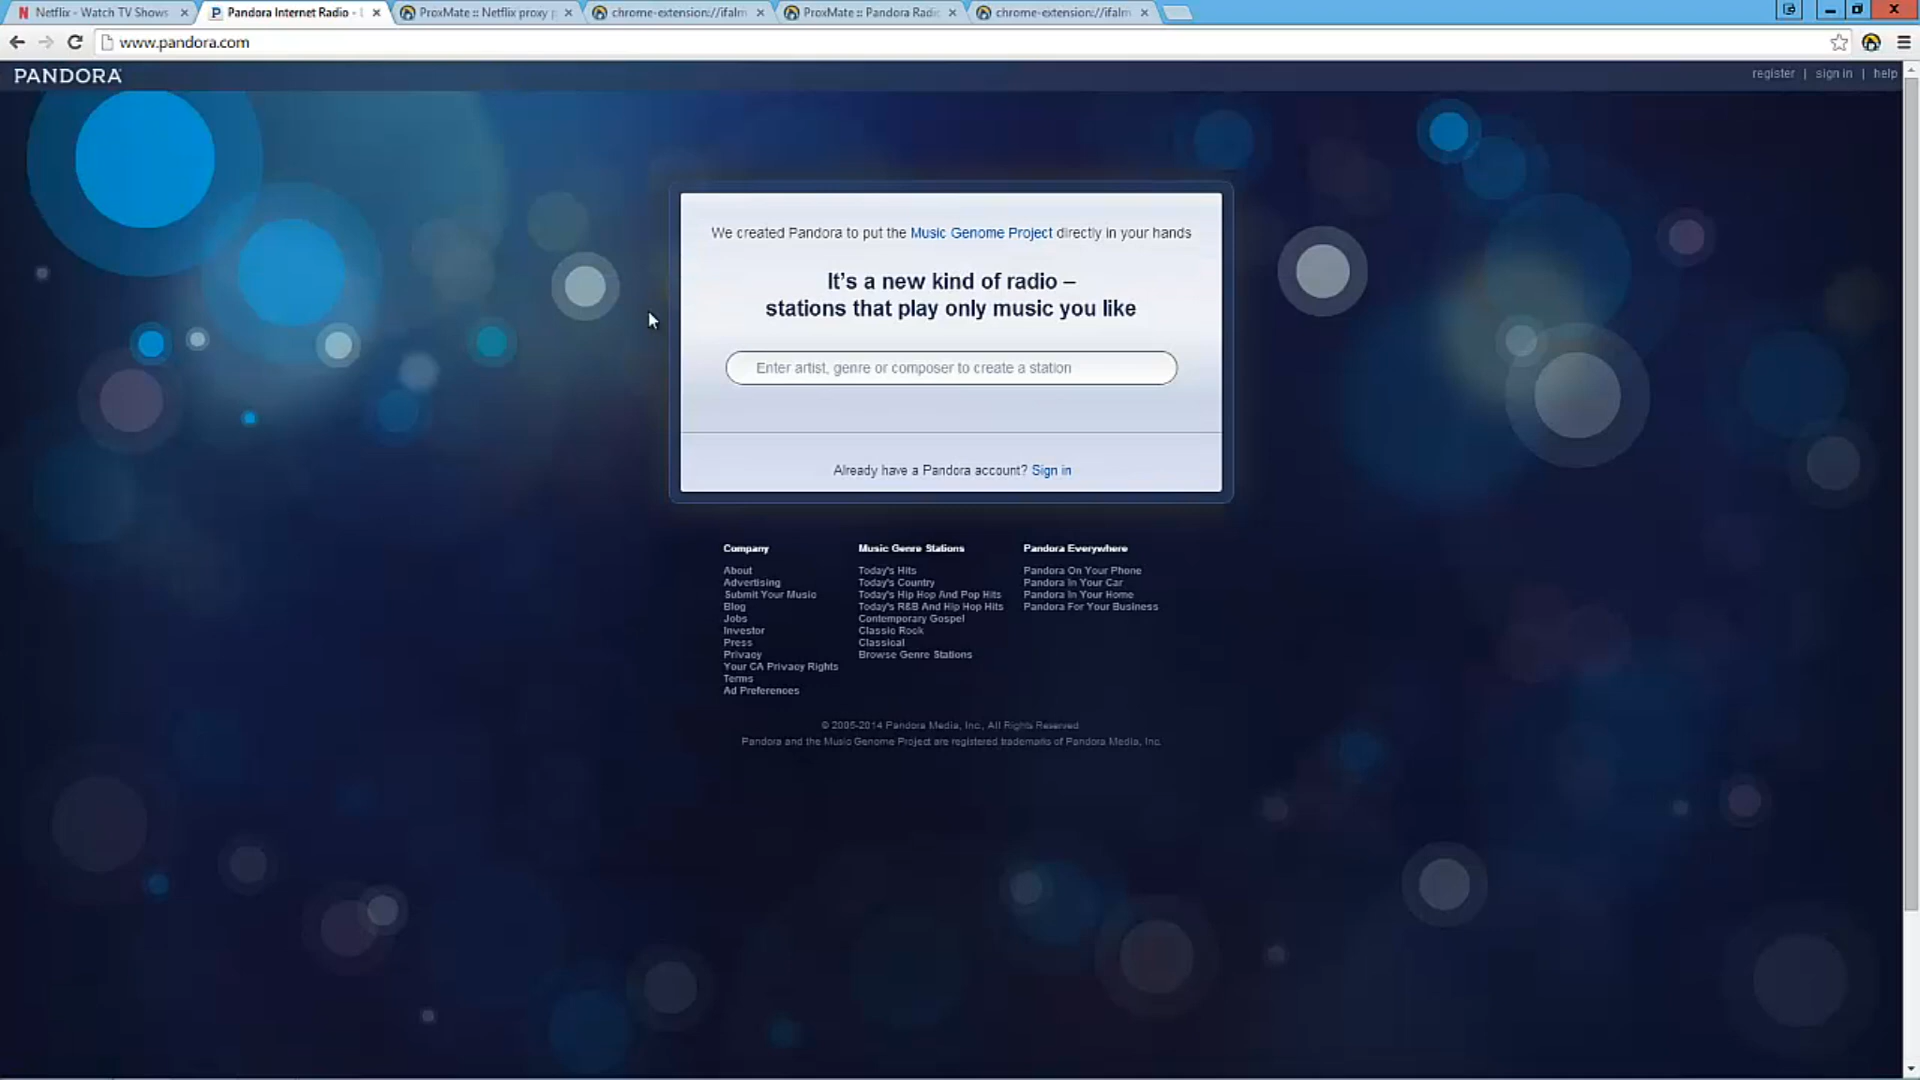 Netflix - Watch TV Shows
Pandora Internet Radio -
ProxMate :: Netflix proxy
chrome-extension://ifalm
ProxMate :: Pandora Radi
chrome-extension://ifalm
www.pandora.com
PANDORA
register | sign in | help
We created Pandora to put the Music Genome Project directly in your hands
It's a new kind of radio –
stations that play only music you like
Enter artist, genre or composer to create a station
Already have a Pandora account? Sign in
Company
About
Advertising
Submit Your Music
Blog
Jobs
Investor
Press
Privacy
Your CA Privacy Rights
Terms
Ad Preferences
Music Genre Stations
Today's Hits
Today's Country
Today's Hip Hop And Pop Hits
Today's R&B And Hip Hop Hits
Contemporary Gospel
Classic Rock
Classical
Browse Genre Stations
Pandora Everywhere
Pandora On Your Phone
Pandora In Your Car
Pandora In Your Home
Pandora For Your Business
© 2005-2014 Pandora Media, Inc., All Rights Reserved
Pandora and the Music Genome Project are registered trademarks of Pandora Media, Inc.